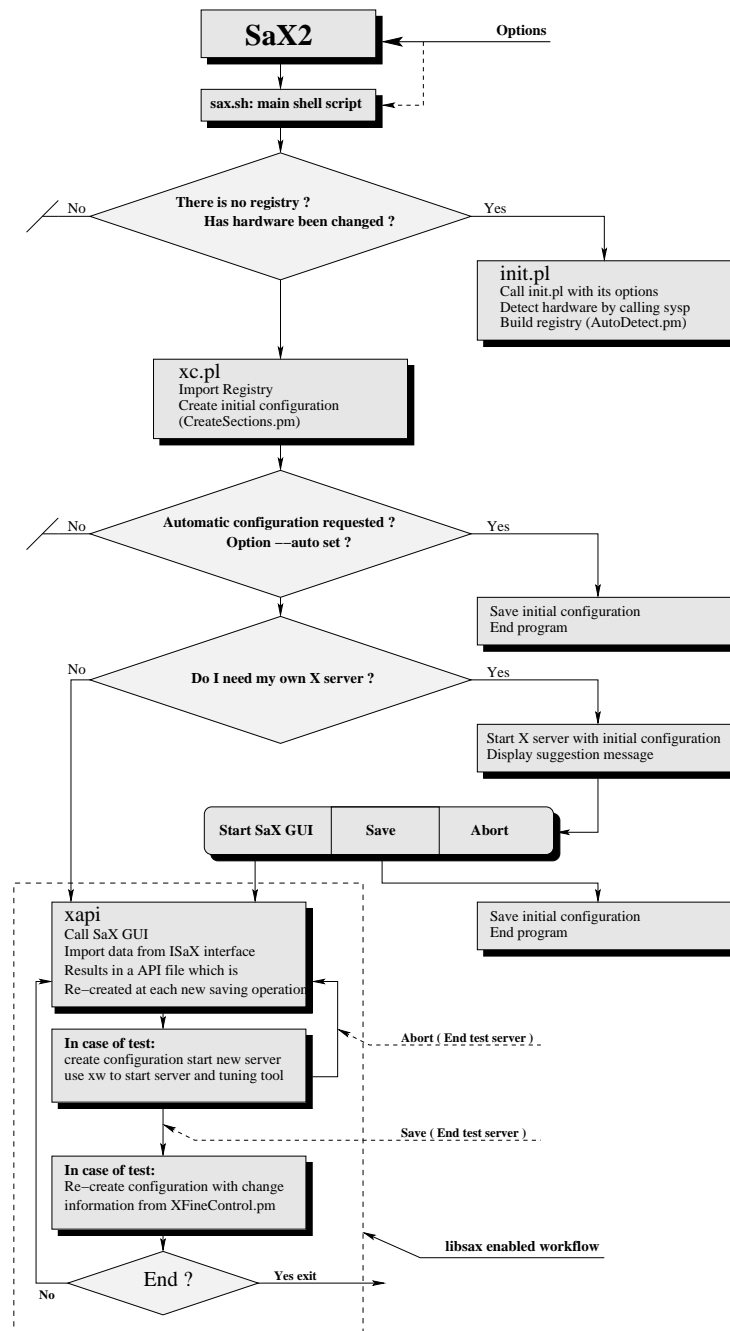 SaX2
Options
sax.sh: main shell script
There is no registry ?
Has hardware been changed ?
No
Yes
init.pl
Call init.pl with its options
Detect hardware by calling sysp
Build registry (AutoDetect.pm)
xc.pl
Import Registry
Create initial configuration
(CreateSections.pm)
Automatic configuration requested ?
Option −−auto set ?
No
Yes
Save initial configuration
End program
Do I need my own X server ?
No
Yes
Start X server with initial configuration
Display suggestion message
Start SaX GUI
Save
Abort
Save initial configuration
End program
xapi
Call SaX GUI
Import data from ISaX interface
Results in a API file which is
Re−created at each new saving operation
In case of test:
create configuration start new server
use xw to start server and tuning tool
Abort ( End test server )
Save ( End test server )
In case of test:
Re−create configuration with change
information from XFineControl.pm
libsax enabled workflow
End ?
No
Yes exit